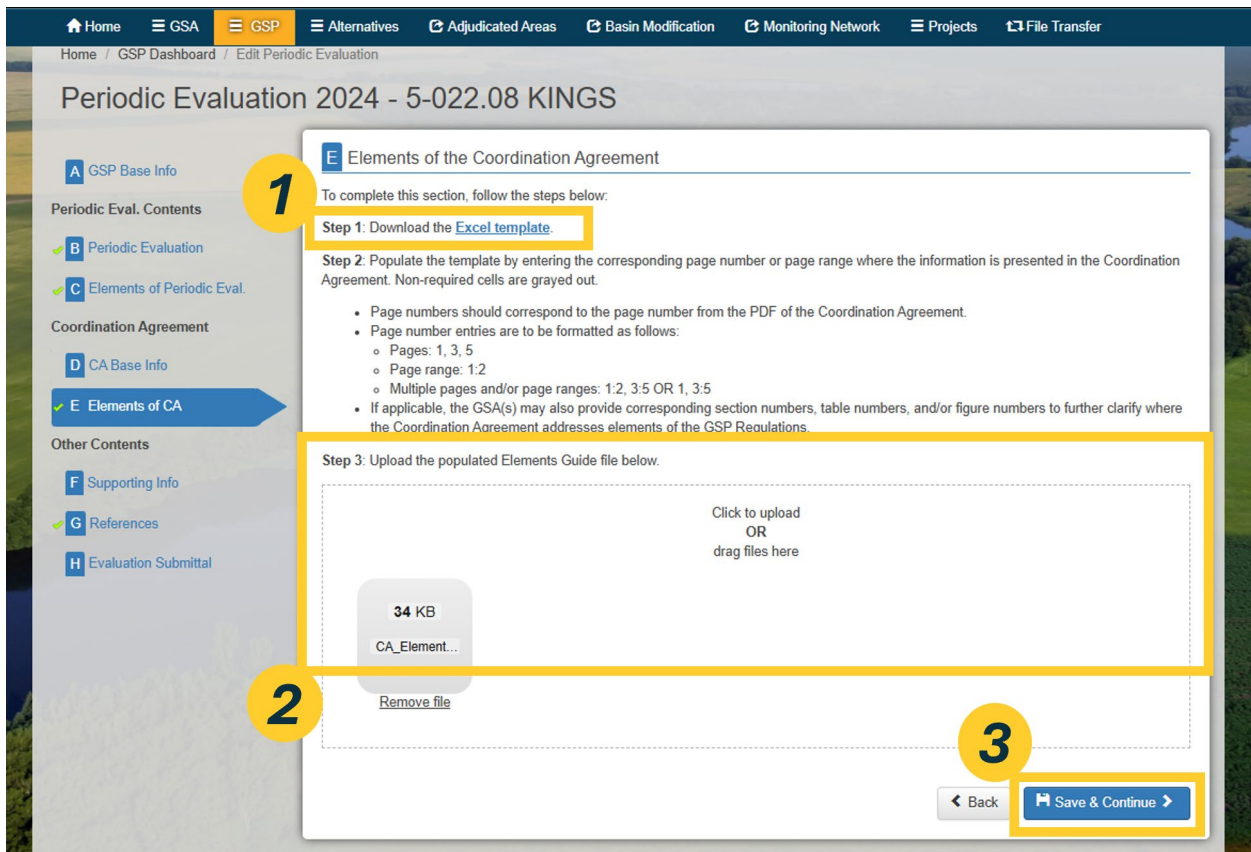 Home GSA GSP Alternatives Adjudicated Areas Basin Modification Monitoring Network Projects File Transfer
Home / GSP Dashboard / Edit Periodic Evaluation
Periodic Evaluation 2024 - 5-022.08 KINGS
A GSP Base Info
Periodic Eval. Contents
B Periodic Evaluation
C Elements of Periodic Eval.
Coordination Agreement
D CA Base Info
E Elements of CA
Other Contents
F Supporting Info
G References
H Evaluation Submittal
E Elements of the Coordination Agreement
1
To complete this section, follow the steps below:
Step 1: Download the Excel template.
Step 2: Populate the template by entering the corresponding page number or page range where the information is presented in the Coordination
Agreement. Non-required cells are grayed out.
• Page numbers should correspond to the page number from the PDF of the Coordination Agreement.
• Page number entries are to be formatted as follows:
○ Pages: 1, 3, 5
○ Page range: 1:2
○ Multiple pages and/or page ranges: 1:2, 3:5 OR 1, 3:5
• If applicable, the GSA(s) may also provide corresponding section numbers, table numbers, and/or figure numbers to further clarify where
the Coordination Agreement addresses elements of the GSP Regulations.
Step 3: Upload the populated Elements Guide file below.
Click to upload
OR
drag files here
34 KB
CA_Element...
2
Remove file
3
Back
Save & Continue